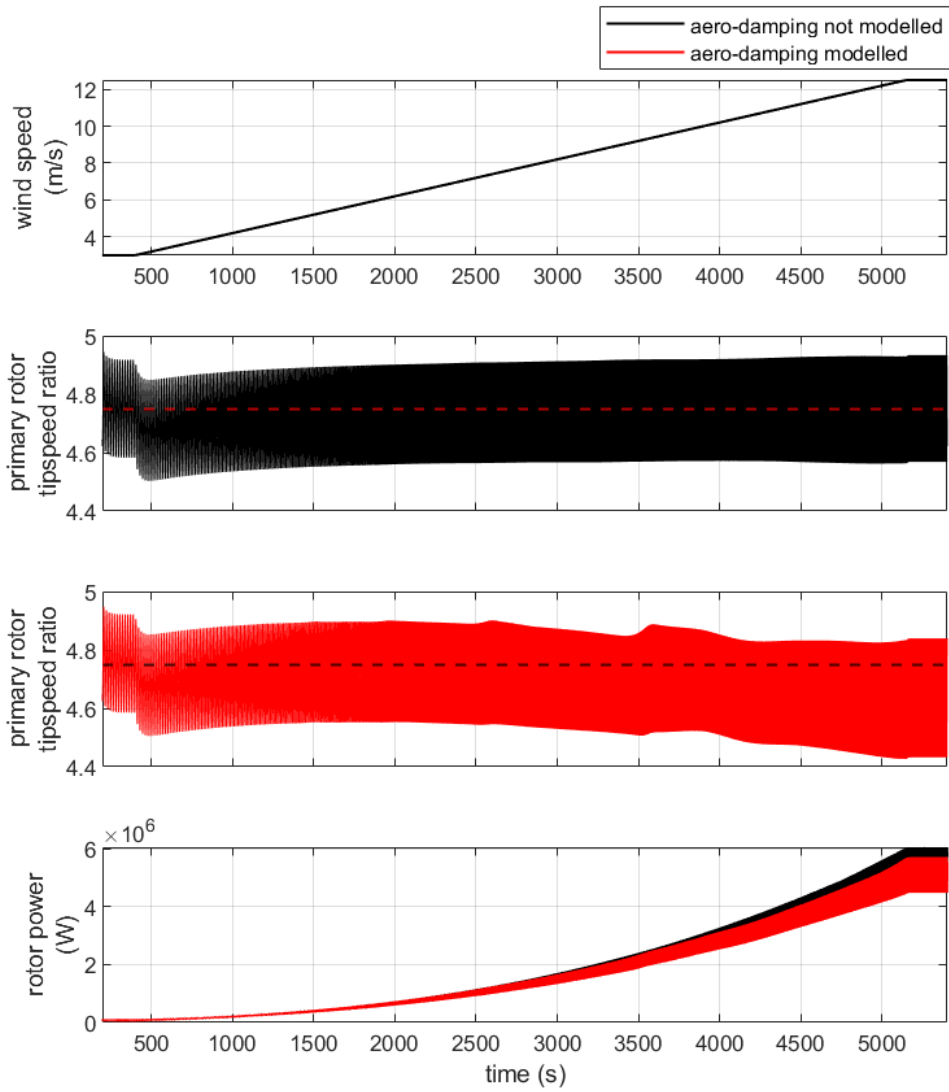 aero-damping not modelled
aero-damping modelled
wind speed
(m/s)
12
10
8
6
4
500 1000 1500 2000 2500 3000 3500 4000 4500 5000
primary rotor
tipspeed ratio
5
4.8
4.6
4.4
500 1000 1500 2000 2500 3000 3500 4000 4500 5000
primary rotor
tipspeed ratio
5
4.8
4.6
4.4
500 1000 1500 2000 2500 3000 3500 4000 4500 5000
× 10⁶
rotor power
(W)
6
4
2
0
500 1000 1500 2000 2500 3000 3500 4000 4500 5000
time (s)